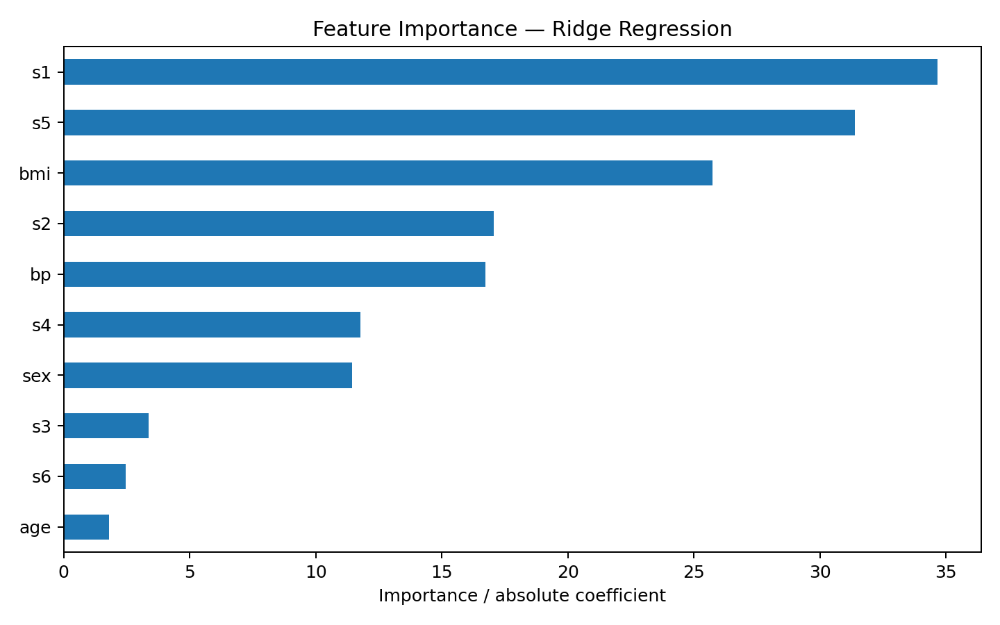 Feature Importance — Ridge Regression
s1
s5
bmi
s2
bp
s4
sex
s3
s6
age
0 5 10 15 20 25 30 35
Importance / absolute coefficient